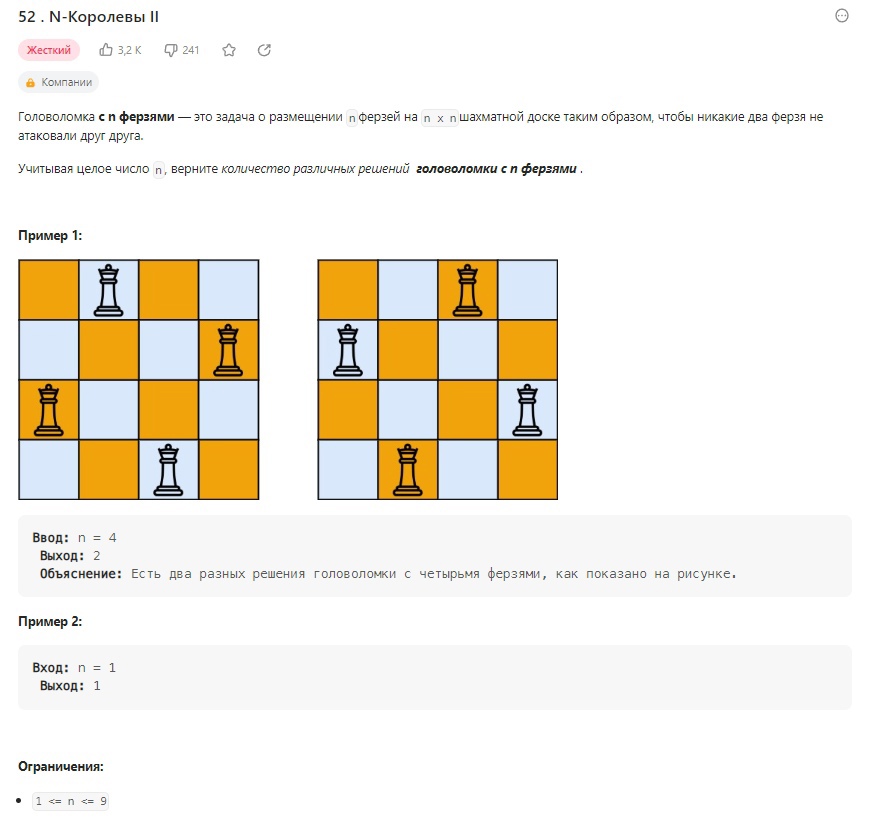 52 . N-Королевы II
Жесткий 3,2 К 241
Компании
Головоломка с n ферзями — это задача о размещении n ферзей на n x n шахматной доске таким образом, чтобы никакие два ферзя не
атаковали друг друга.
Учитывая целое число n, верните количество различных решений головоломки с n ферзями .
Пример 1:
Ввод: n = 4
Выход: 2
Объяснение: Есть два разных решения головоломки с четырьмя ферзями, как показано на рисунке.
Пример 2:
Вход: n = 1
Выход: 1
Ограничения:
• 1 <= n <= 9